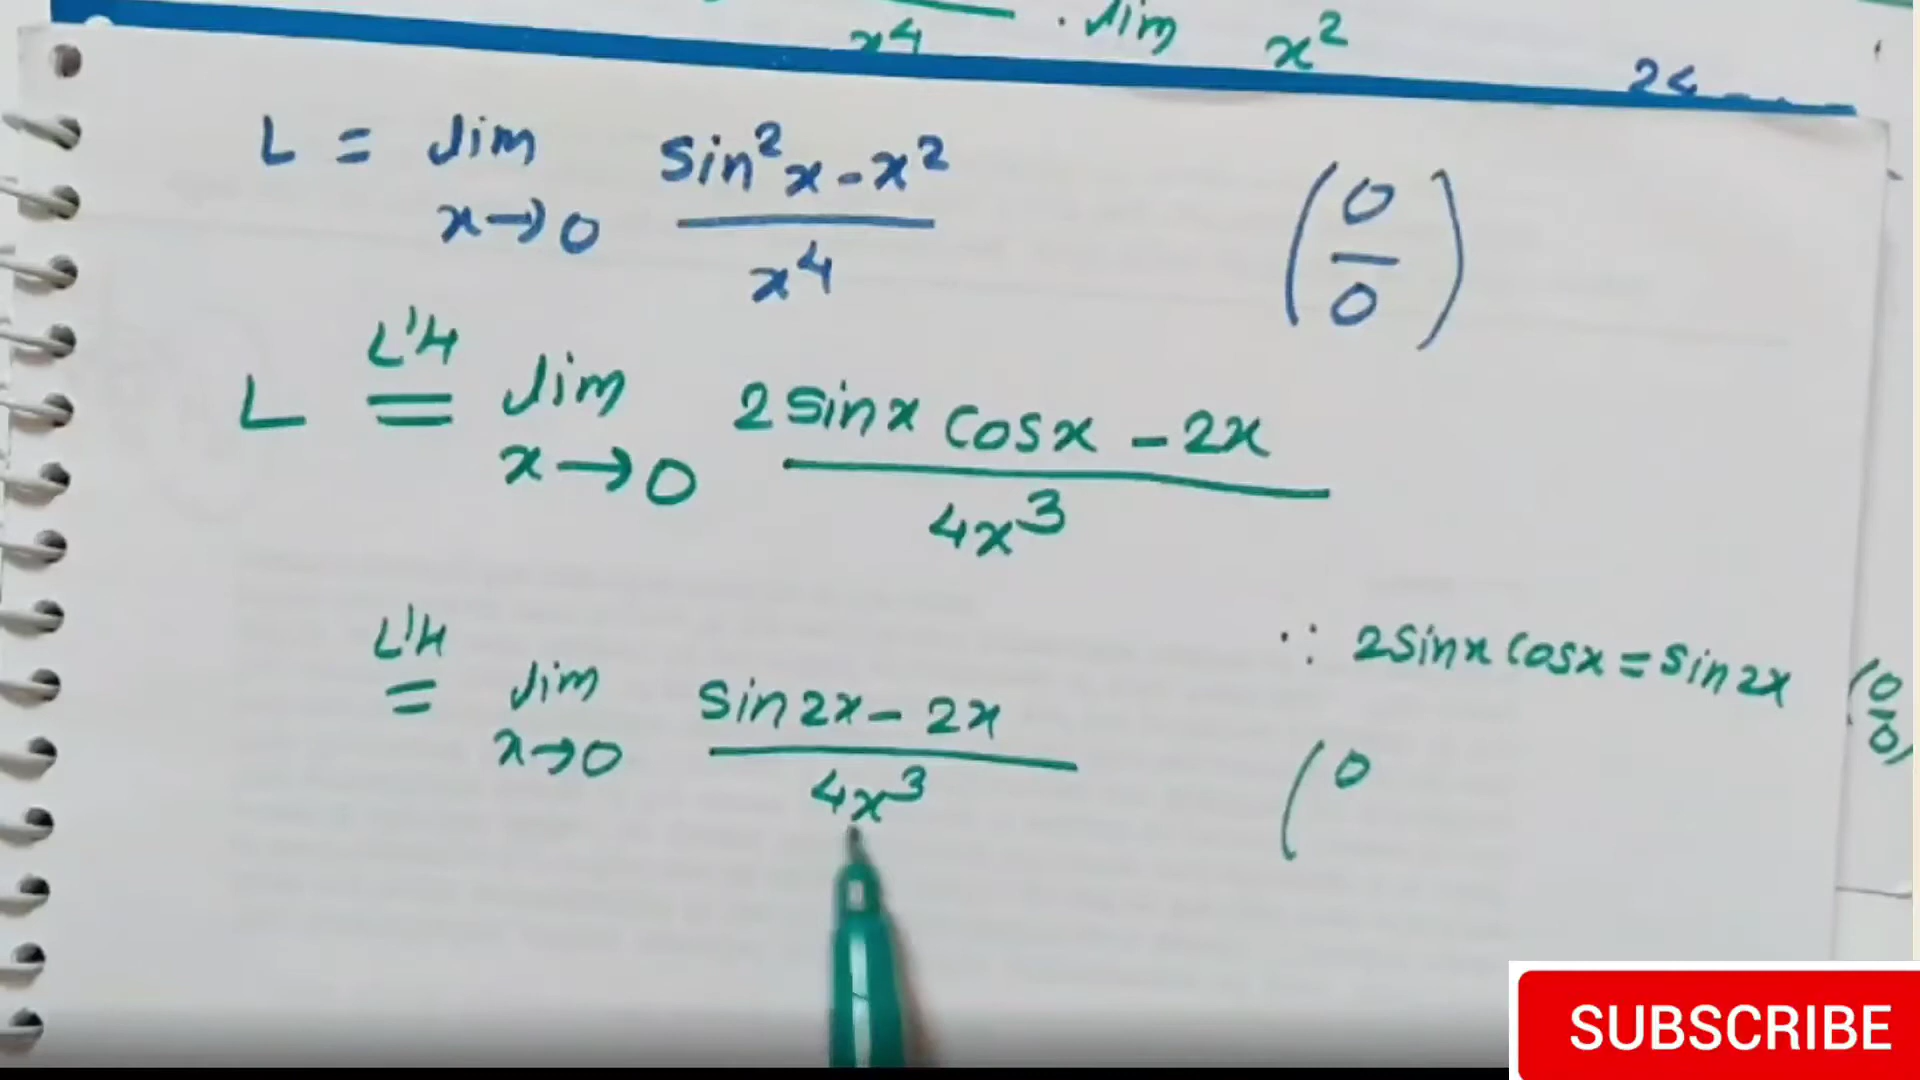 x⁴ . lim x²
24
L = lim x→0 (sin²x - x²)/x⁴ (0/0)
L L'H = lim x→0 (2sinx cosx - 2x)/4x³
L'H = lim x→0 (sin2x - 2x)/4x³ ∵ 2sinx cosx = sin2x (0/0)
(0
SUBSCRIBE